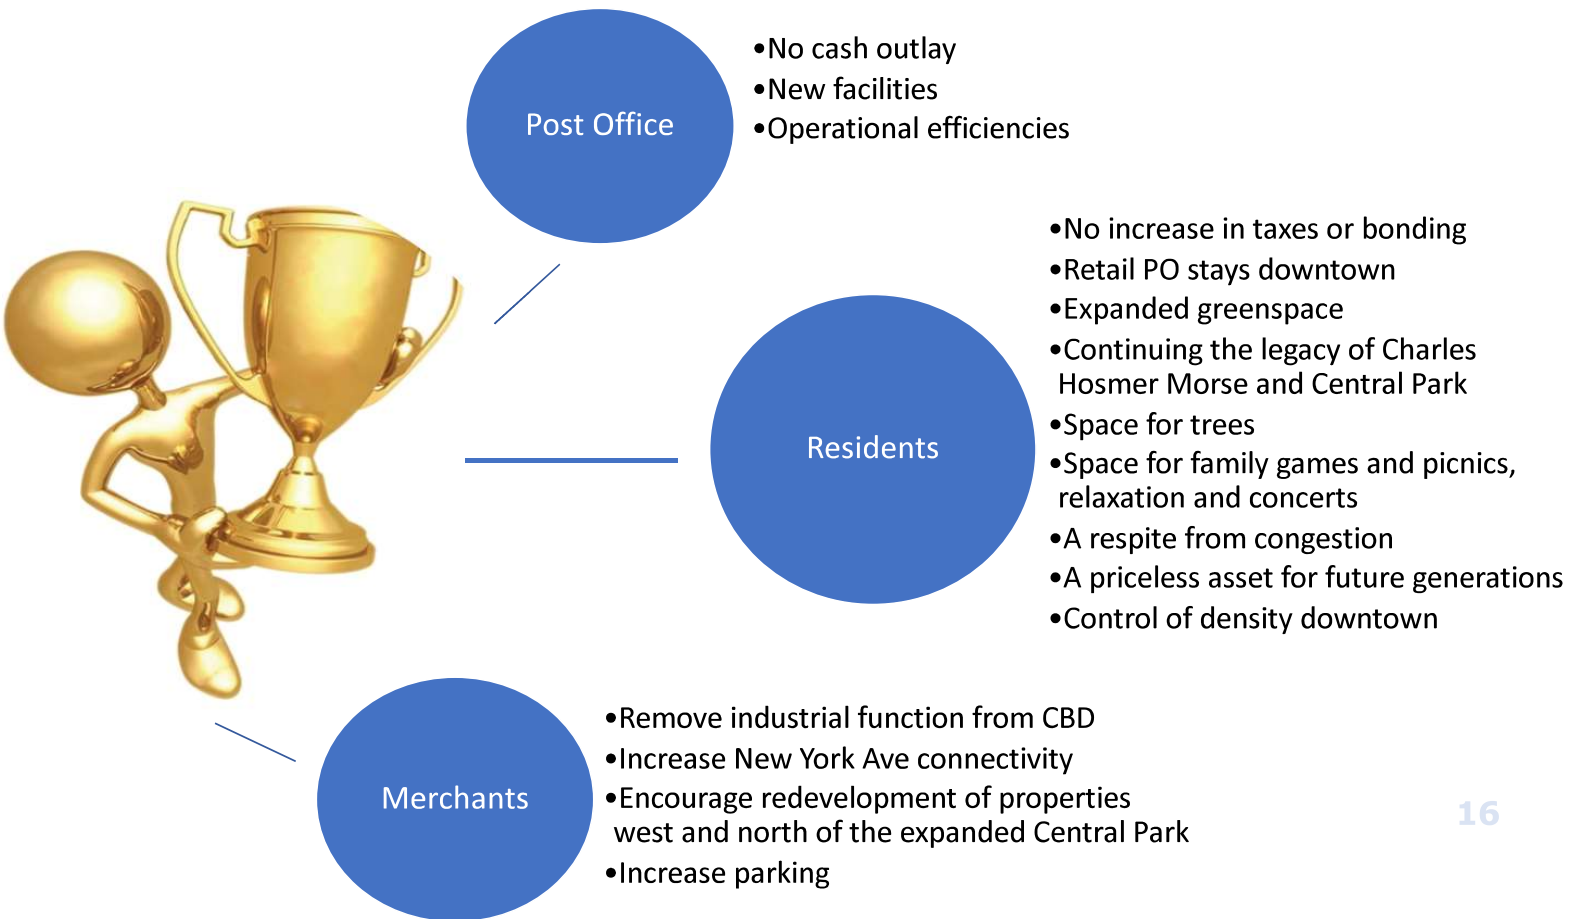 Post Office
•No cash outlay
•New facilities
•Operational efficiencies
Residents
•No increase in taxes or bonding
•Retail PO stays downtown
•Expanded greenspace
•Continuing the legacy of Charles
Hosmer Morse and Central Park
•Space for trees
•Space for family games and picnics,
relaxation and concerts
•A respite from congestion
•A priceless asset for future generations
•Control of density downtown
Merchants
•Remove industrial function from CBD
•Increase New York Ave connectivity
•Encourage redevelopment of properties
west and north of the expanded Central Park
•Increase parking
16